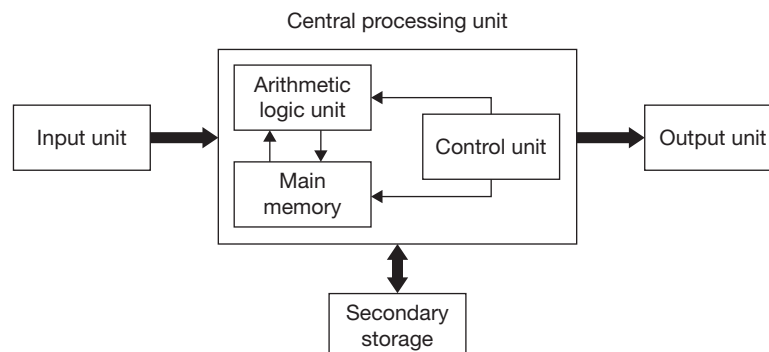 Central processing unit
Arithmetic
logic unit
Input unit
Control unit
Output unit
Main
memory
Secondary
storage